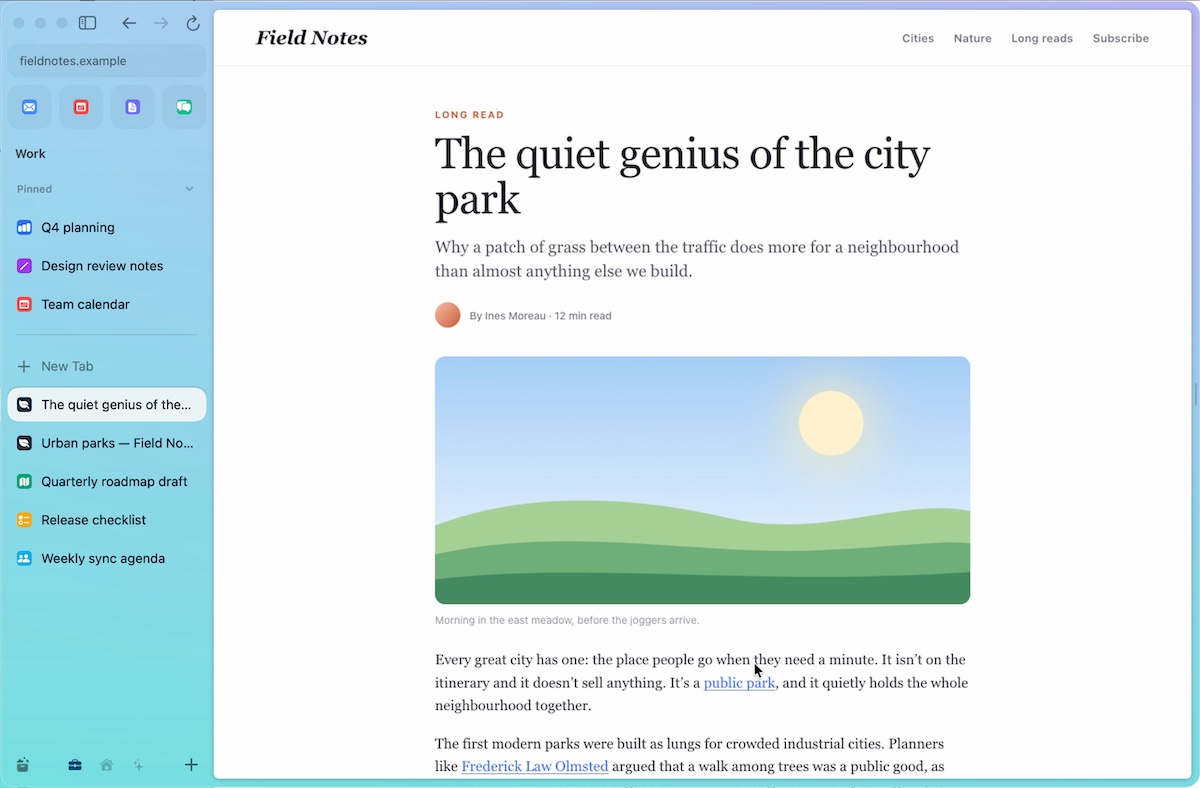 fieldnotes.example
Work
Pinned
Q4 planning
Design review notes
Team calendar
New Tab
The quiet genius of the...
Urban parks — Field No...
Quarterly roadmap draft
Release checklist
Weekly sync agenda
Field Notes
Cities
Nature
Long reads
Subscribe
LONG READ
The quiet genius of the city
park
Why a patch of grass between the traffic does more for a neighbourhood
than almost anything else we build.
By Ines Moreau · 12 min read
Morning in the east meadow, before the joggers arrive.
Every great city has one: the place people go when they need a minute. It isn’t on the
itinerary and it doesn’t sell anything. It’s a public park, and it quietly holds the whole
neighbourhood together.
The first modern parks were built as lungs for crowded industrial cities. Planners
like Frederick Law Olmsted argued that a walk among trees was a public good, as